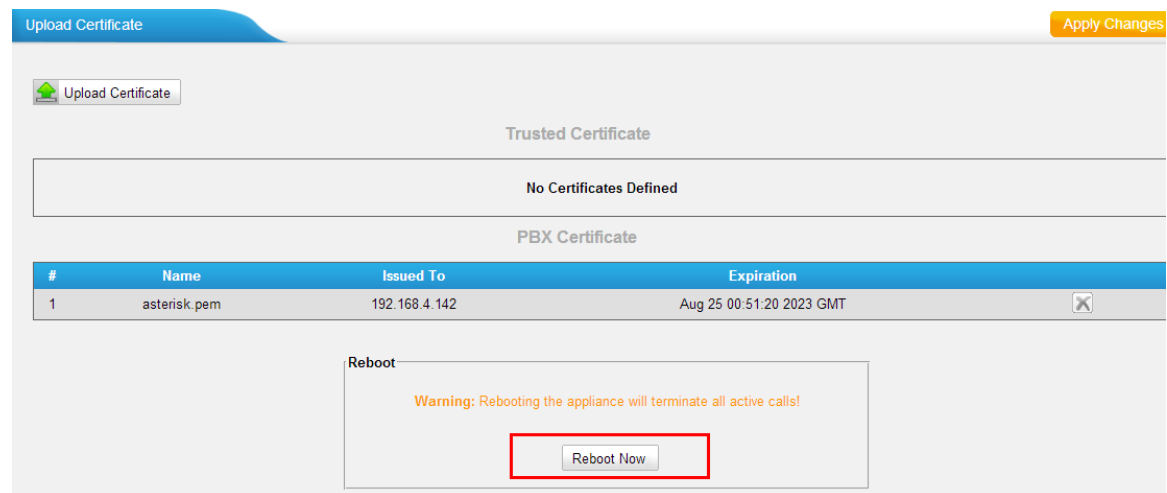 Upload Certificate
Apply Changes
Upload Certificate
Trusted Certificate
No Certificates Defined
PBX Certificate
# Name Issued To Expiration
1 asterisk.pem 192.168.4.142 Aug 25 00:51:20 2023 GMT
Reboot
Warning: Rebooting the appliance will terminate all active calls!
Reboot Now